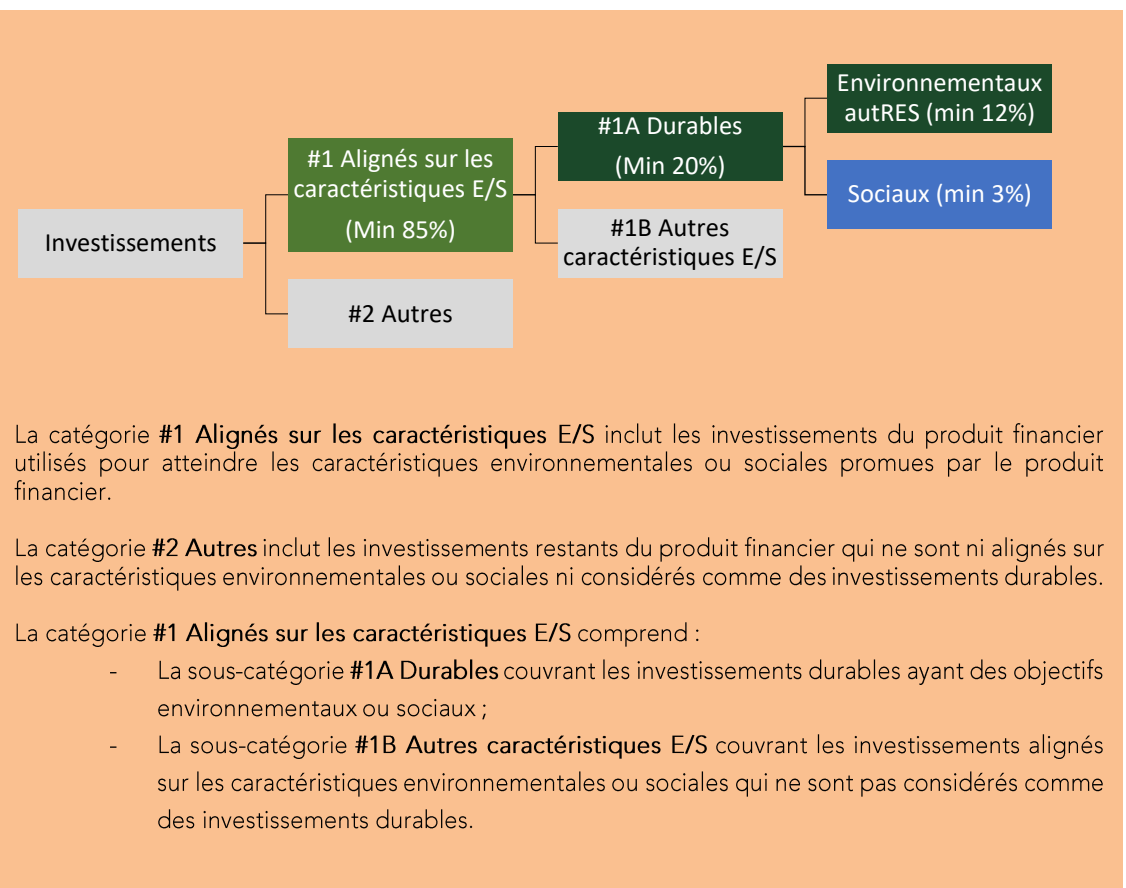 Environnementaux
autRES (min 12%)
#1A Durables
(Min 20%)
#1 Alignés sur les
caractéristiques E/S
(Min 85%)
Sociaux (min 3%)
Investissements
#1B Autres
caractéristiques E/S
#2 Autres
La catégorie #1 Alignés sur les caractéristiques E/S inclut les investissements du produit financier
utilisés pour atteindre les caractéristiques environnementales ou sociales promues par le produit
financier.
La catégorie #2 Autres inclut les investissements restants du produit financier qui ne sont ni alignés sur
les caractéristiques environnementales ou sociales ni considérés comme des investissements durables.
La catégorie #1 Alignés sur les caractéristiques E/S comprend :
- La sous-catégorie #1A Durables couvrant les investissements durables ayant des objectifs
environnementaux ou sociaux ;
- La sous-catégorie #1B Autres caractéristiques E/S couvrant les investissements alignés
sur les caractéristiques environnementales ou sociales qui ne sont pas considérés comme
des investissements durables.